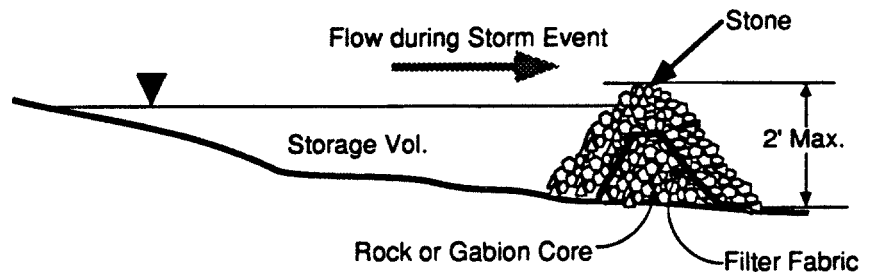 Stone
Flow during Storm Event
Storage Vol.
2' Max.
Rock or Gabion Core
Filter Fabric